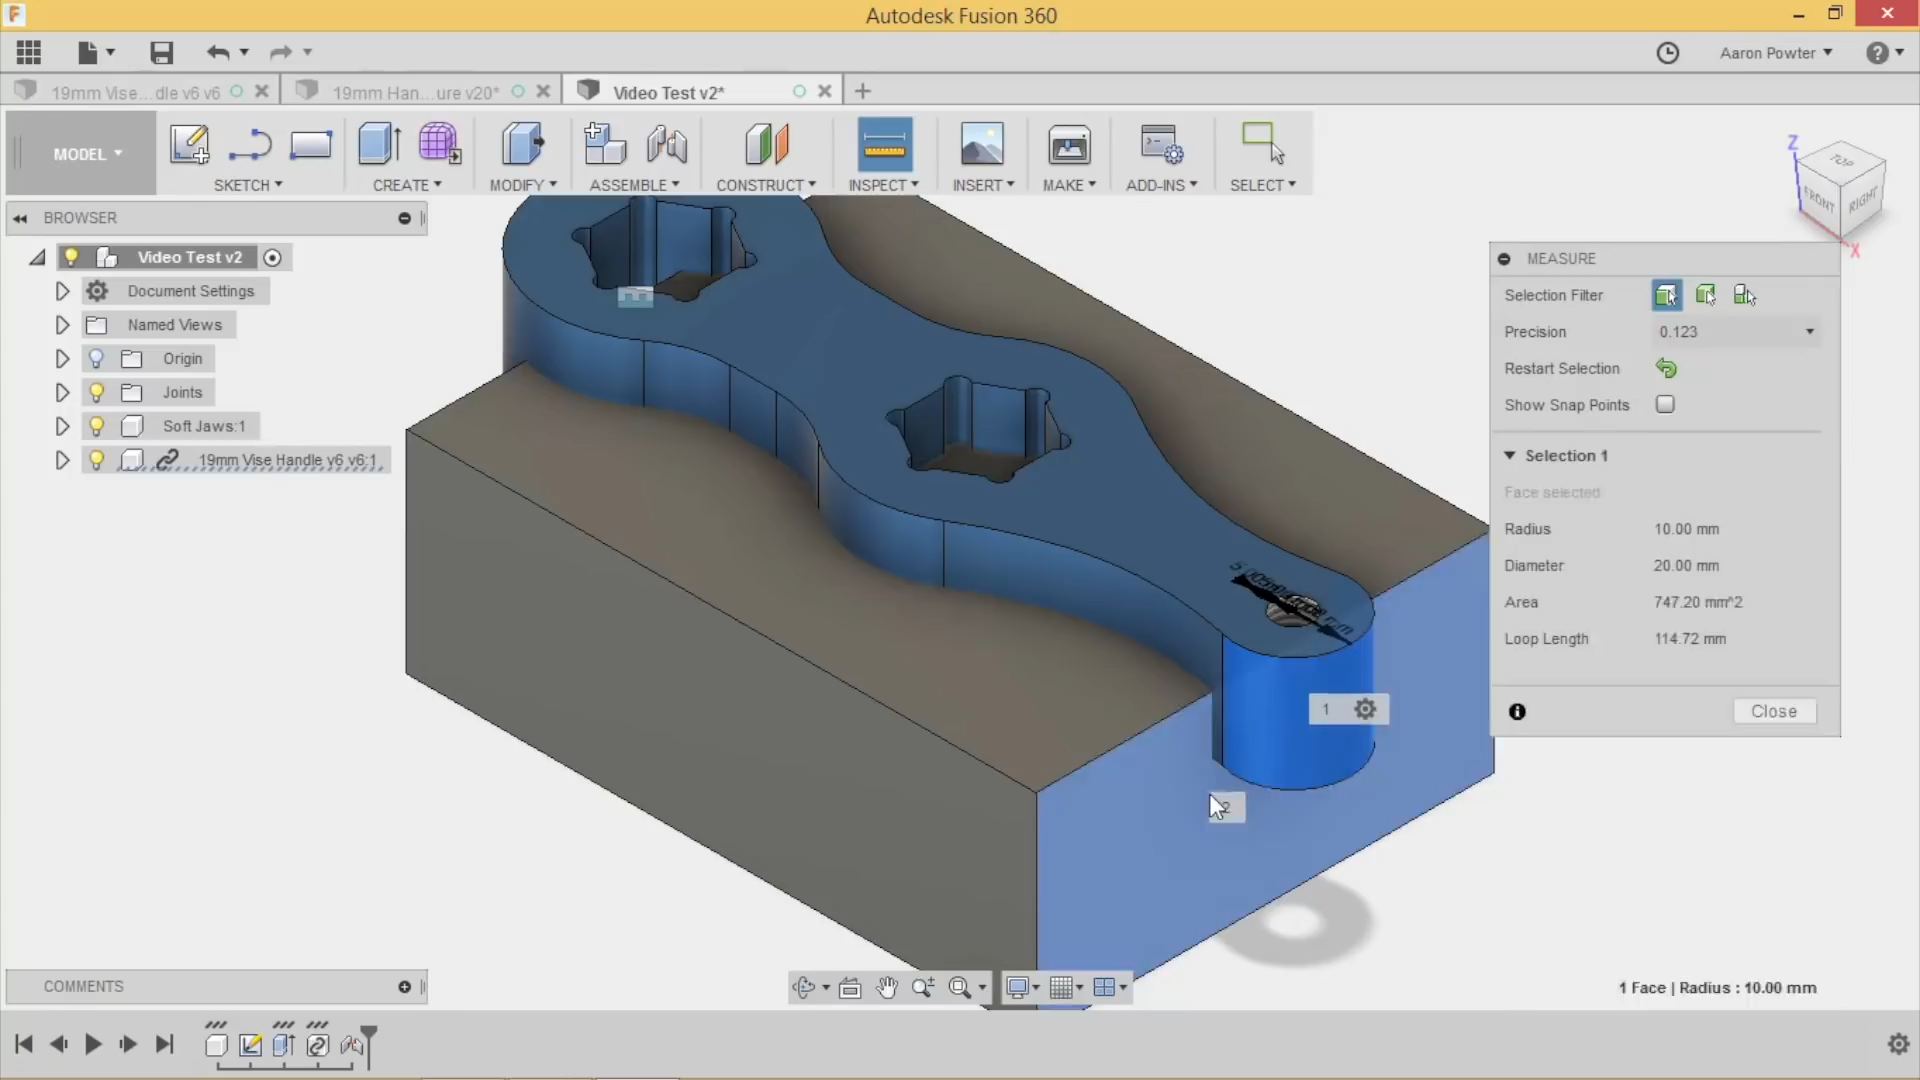 Autodesk Fusion 360
Aaron Powter
19mm Vise...dle v6 v6
19mm Han...ure v20*
Video Test v2*
MODEL
SKETCH
CREATE
MODIFY
ASSEMBLE
CONSTRUCT
INSPECT
INSERT
MAKE
ADD-INS
SELECT
Z
TOP
FRONT
RIGHT
X
BROWSER
Video Test v2
Document Settings
Named Views
Origin
Joints
Soft Jaws:1
19mm Vise Handle v6 v6:1
MEASURE
Selection Filter
Precision
0.123
Restart Selection
Show Snap Points
Selection 1
Face selected
Radius
10.00 mm
Diameter
20.00 mm
Area
747.20 mm^2
Loop Length
114.72 mm
Close
1
2
COMMENTS
1 Face | Radius : 10.00 mm